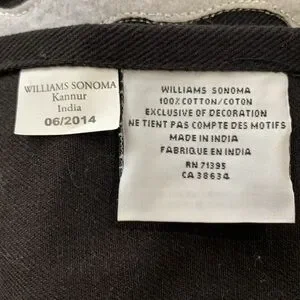 WILLIAMS SONOMA
Kannur
India
06/2014
WILLIAMS SONOMA
100% COTTON/COTON
EXCLUSIVE OF DECORATION
NE TIENT PAS COMPTE DES MOTIFS
MADE IN INDIA
FABRIQUE EN INDIA
RN 71395
CA 38634